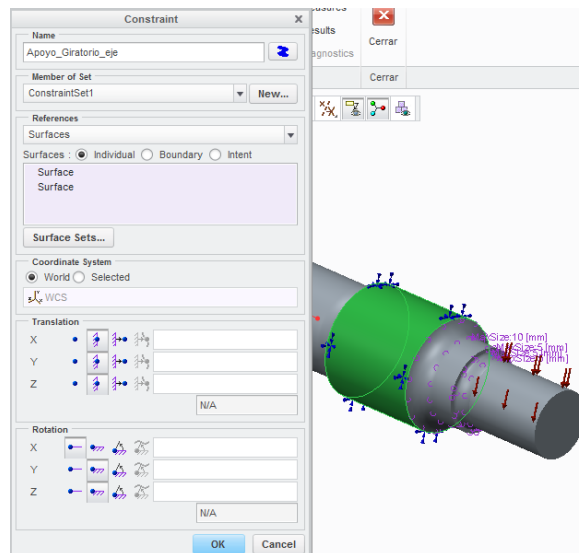 Constraint
x
Name
Apoyo_Giratorio_eje
Member of Set
ConstraintSet1
New...
References
Surfaces
Surfaces : Individual Boundary Intent
Surface
Surface
Surface Sets...
Coordinate System
World Selected
WCS
Translation
X
Y
Z
N/A
Rotation
X
Y
Z
N/A
OK Cancel
esults
agnostics
Cerrar
Cerrar
Size:10 [mm]
Size:5 [mm]